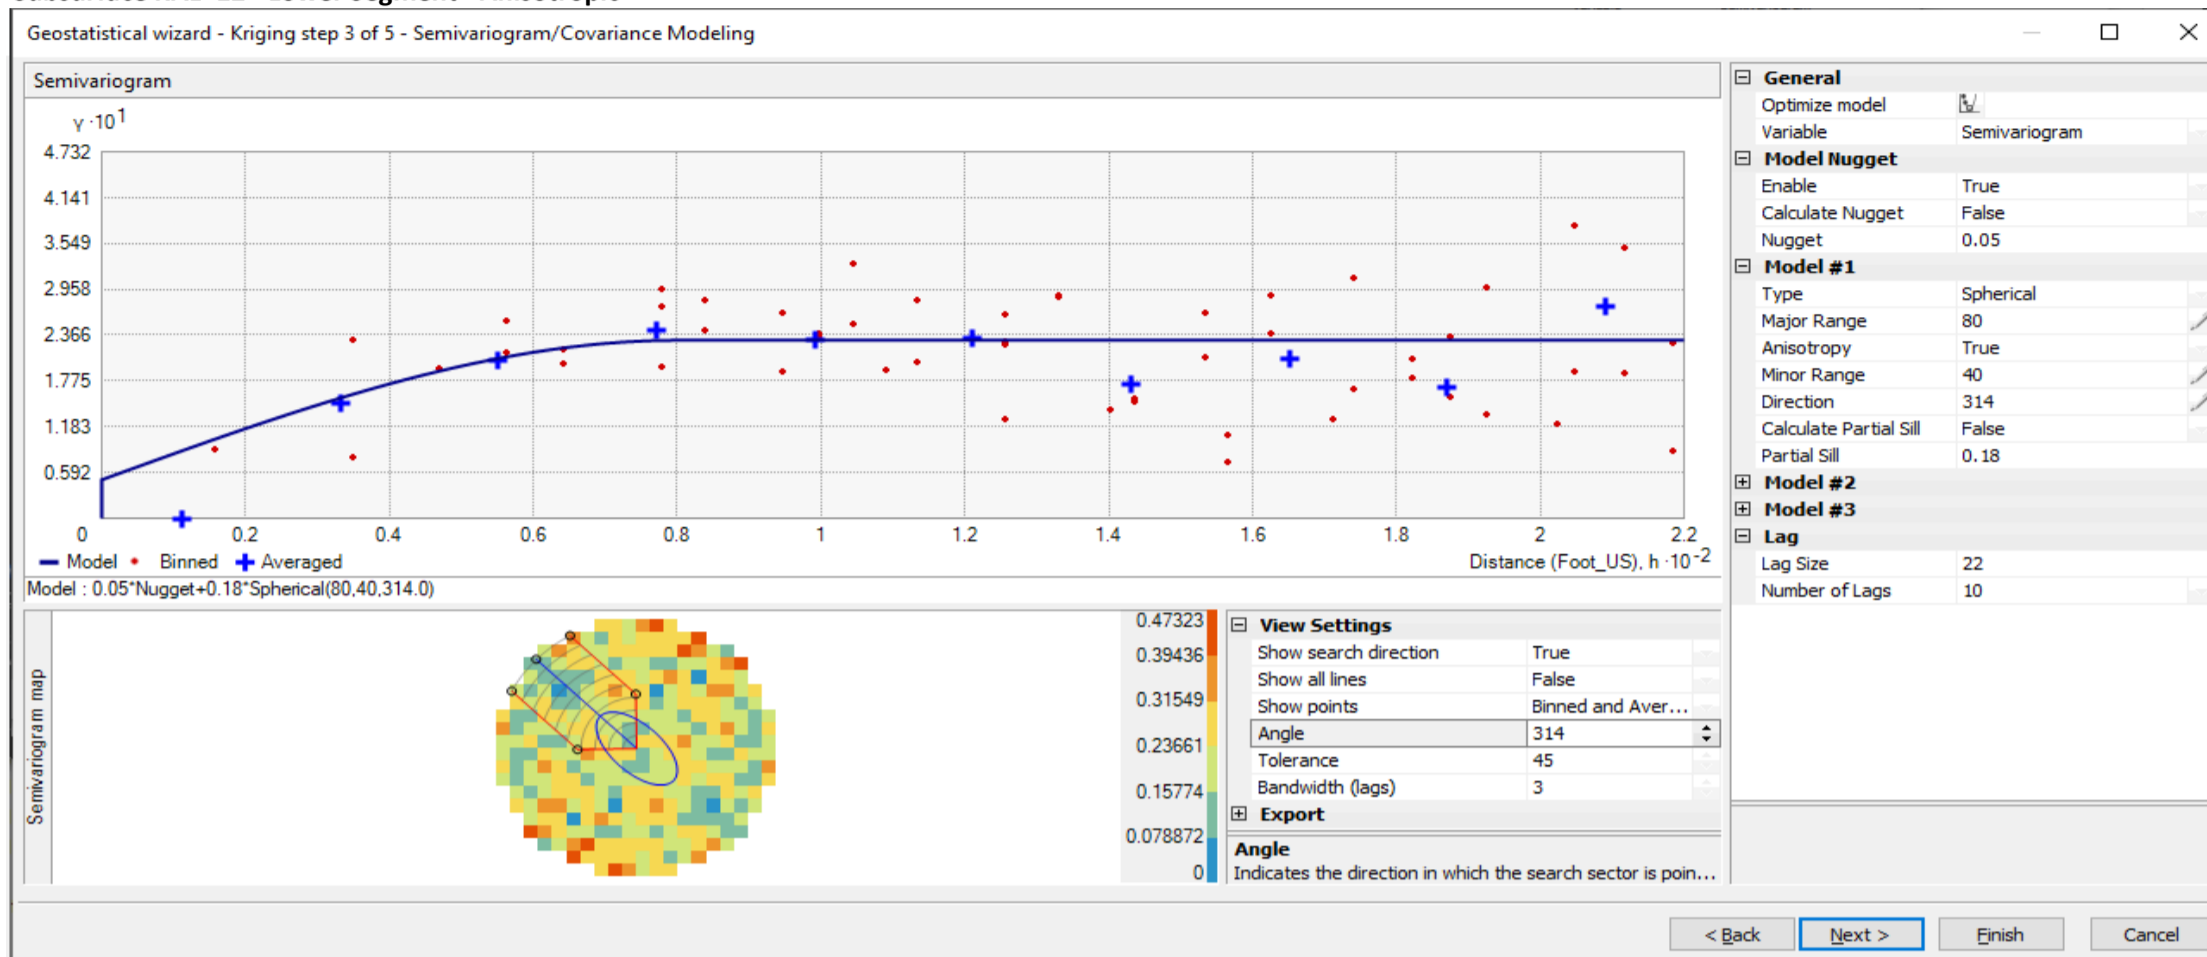 Geostatistical wizard - Kriging step 3 of 5 - Semivariogram/Covariance Modeling
Semivariogram
γ ·10 1
4.732
4.141
3.549
2.958
2.366
1.775
1.183
0.592
0 0.2 0.4 0.6 0.8 1 1.2 1.4 1.6 1.8 2 2.2
Model Binned Averaged Distance (Foot_US), h ·10 -2
Model : 0.05*Nugget+0.18*Spherical(80,40,314.0)
General
Optimize model
Variable Semivariogram
Model Nugget
Enable True
Calculate Nugget False
Nugget 0.05
Model #1
Type Spherical
Major Range 80
Anisotropy True
Minor Range 40
Direction 314
Calculate Partial Sill False
Partial Sill 0.18
Model #2
Model #3
Lag
Lag Size 22
Number of Lags 10
Semivariogram map
0.47323
0.39436
0.31549
0.23661
0.15774
0.078872
0
View Settings
Show search direction True
Show all lines False
Show points Binned and Aver...
Angle 314
Tolerance 45
Bandwidth (lags) 3
Export
Angle
Indicates the direction in which the search sector is poin...
< Back Next > Finish Cancel